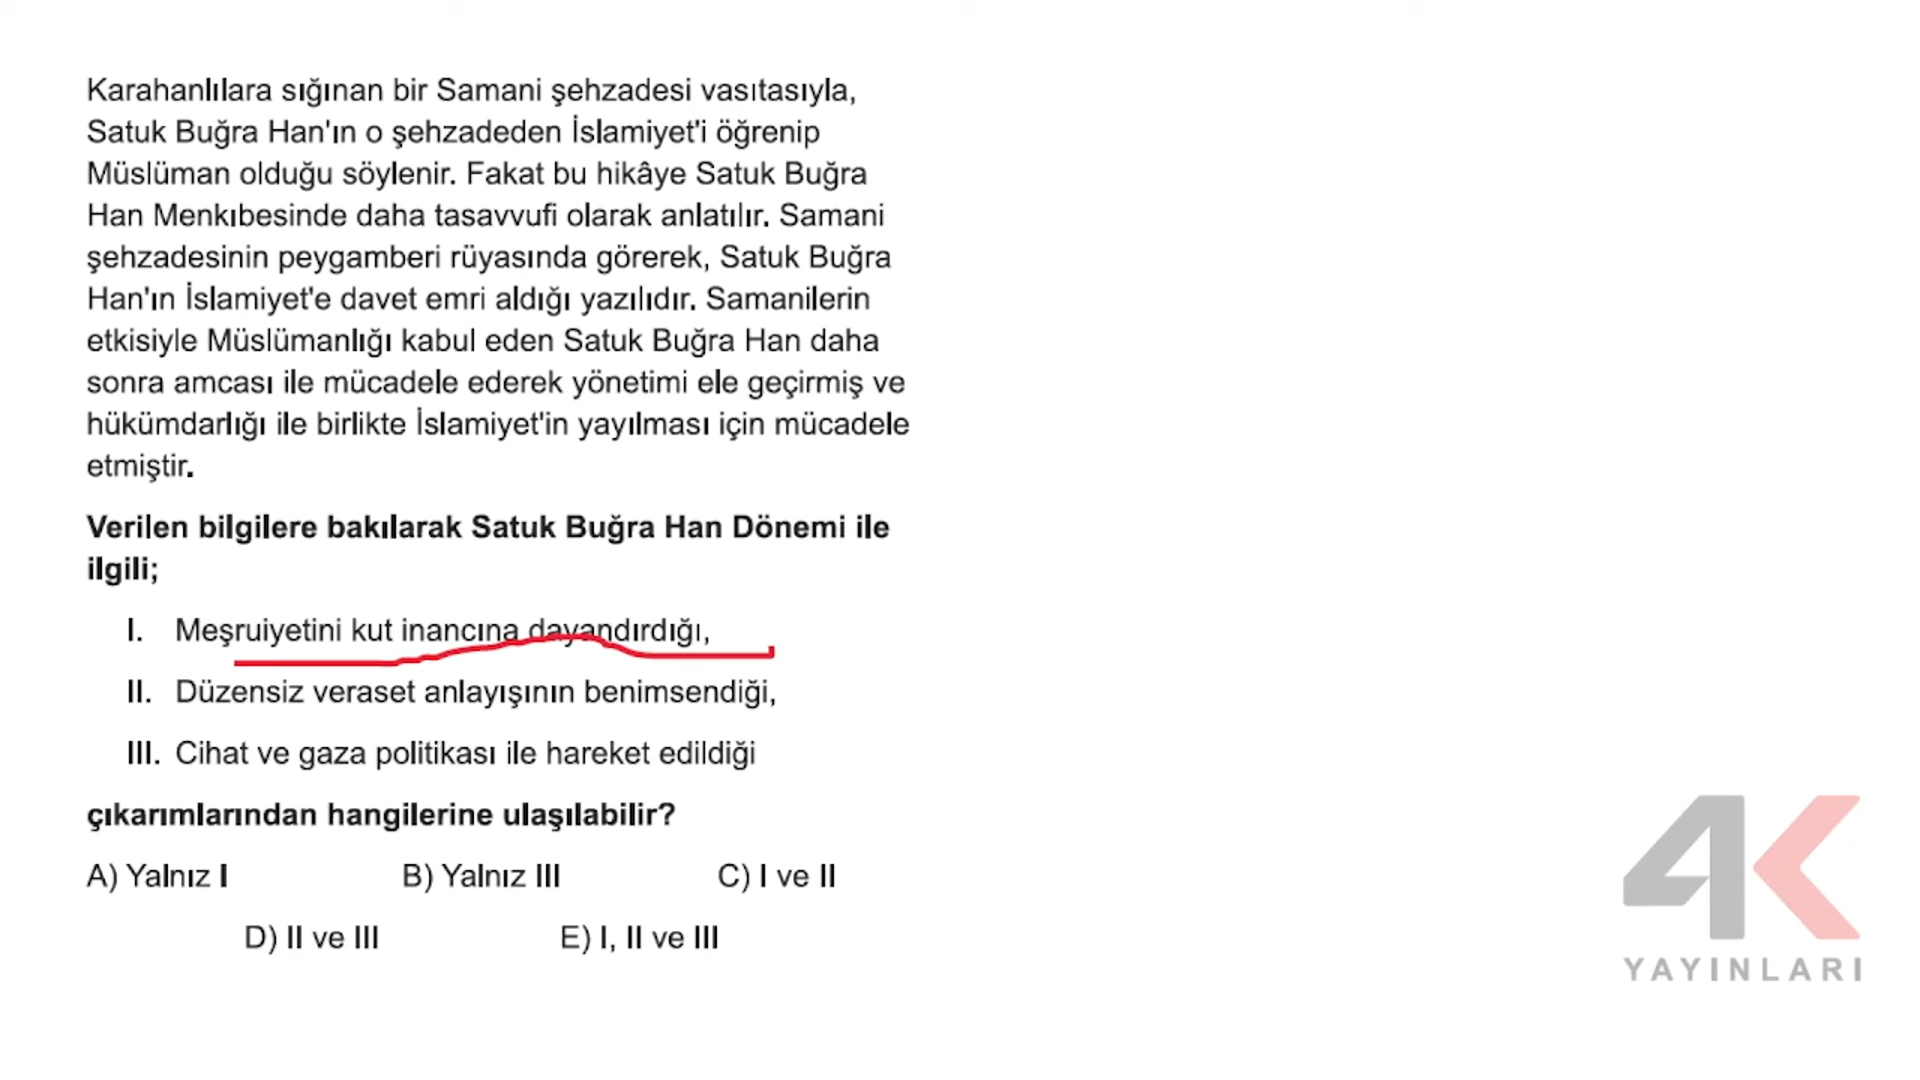 Karahanlılara sığınan bir Samani şehzadesi vasıtasıyla,
Satuk Buğra Han'ın o şehzadeden İslamiyet'i öğrenip
Müslüman olduğu söylenir. Fakat bu hikâye Satuk Buğra
Han Menkıbesinde daha tasavvufi olarak anlatılır. Samani
şehzadesinin peygamberi rüyasında görerek, Satuk Buğra
Han'ın İslamiyet'e davet emri aldığı yazılıdır. Samanilerin
etkisiyle Müslümanlığı kabul eden Satuk Buğra Han daha
sonra amcası ile mücadele ederek yönetimi ele geçirmiş ve
hükümdarlığı ile birlikte İslamiyet'in yayılması için mücadele
etmiştir.
Verilen bilgilere bakılarak Satuk Buğra Han Dönemi ile
ilgili;
I. Meşruiyetini kut inancına dayandırdığı,
II. Düzensiz veraset anlayışının benimsendiği,
III. Cihat ve gaza politikası ile hareket edildiği
çıkarımlarından hangilerine ulaşılabilir?
A) Yalnız I B) Yalnız III C) I ve II
D) II ve III E) I, II ve III
4K
YAYINLARI